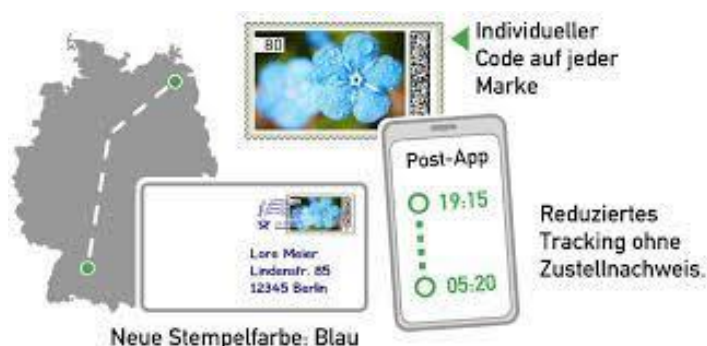 80
Individueller
Code auf jeder
Marke
Post-App
19:15
05:20
Reduziertes
Tracking ohne
Zustellnachweis.
Lore Meier
Lindenstr. 85
12345 Berlin
Neue Stempelfarbe: Blau